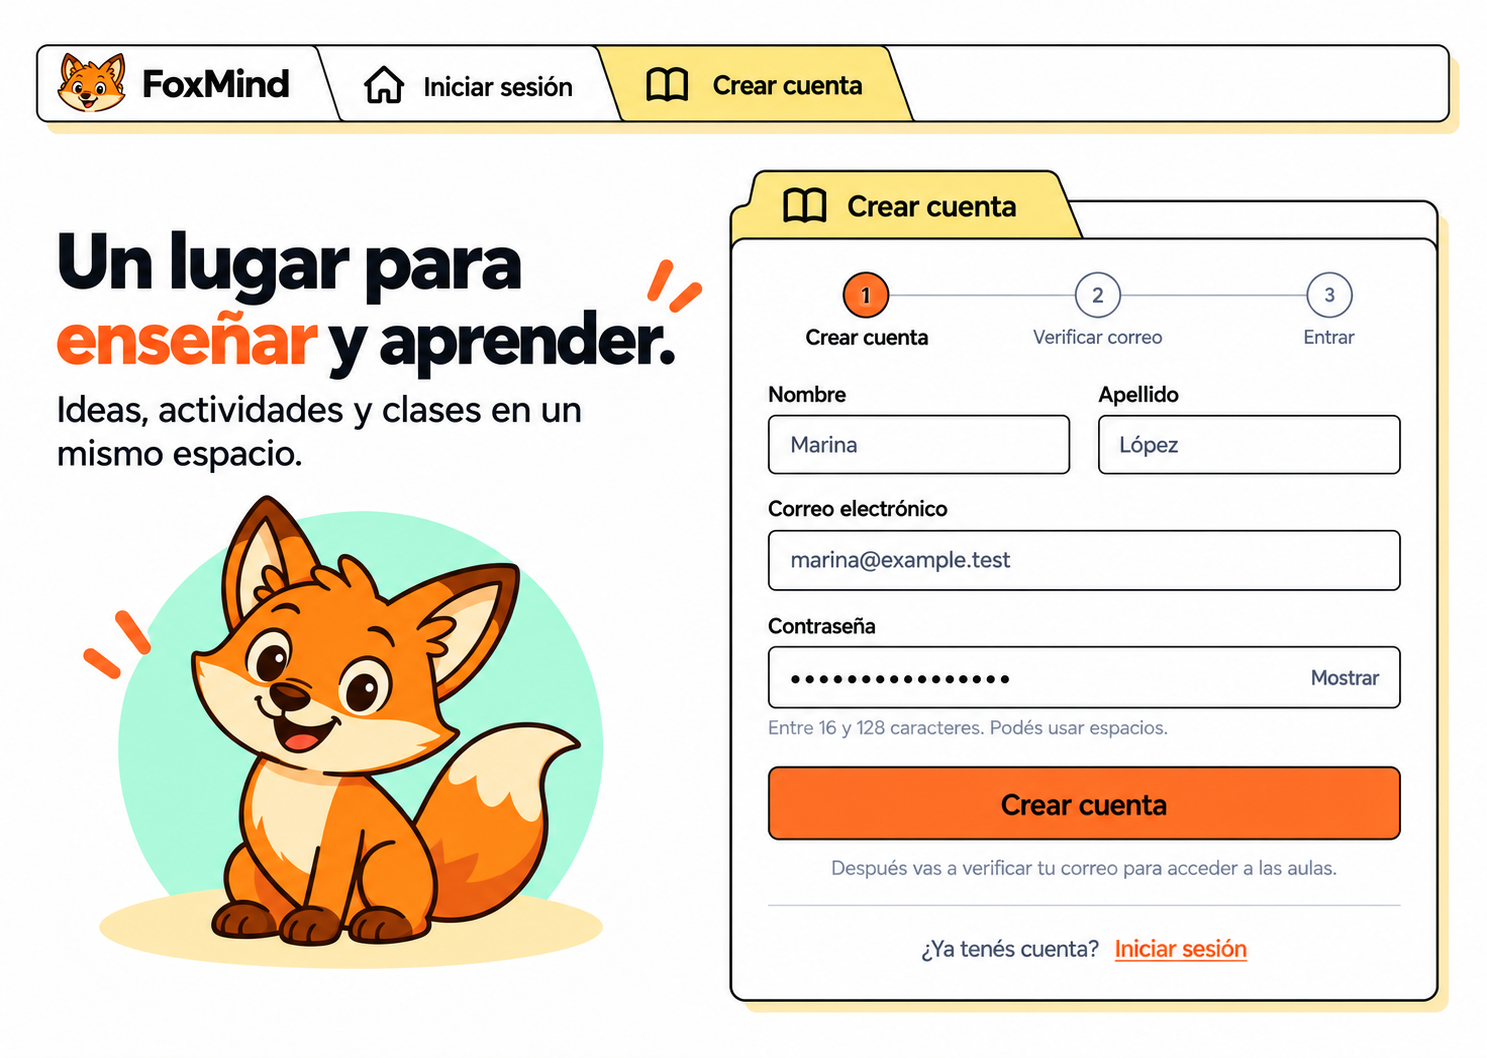 FoxMind
Iniciar sesión
Crear cuenta
Un lugar para
enseñar y aprender.
Ideas, actividades y clases en un
mismo espacio.
Crear cuenta
1
2
3
Crear cuenta
Verificar correo
Entrar
Nombre
Apellido
Marina
López
Correo electrónico
marina@example.test
Contraseña
••••••••••••••••
Mostrar
Entre 16 y 128 caracteres. Podés usar espacios.
Crear cuenta
Después vas a verificar tu correo para acceder a las aulas.
¿Ya tenés cuenta? Iniciar sesión